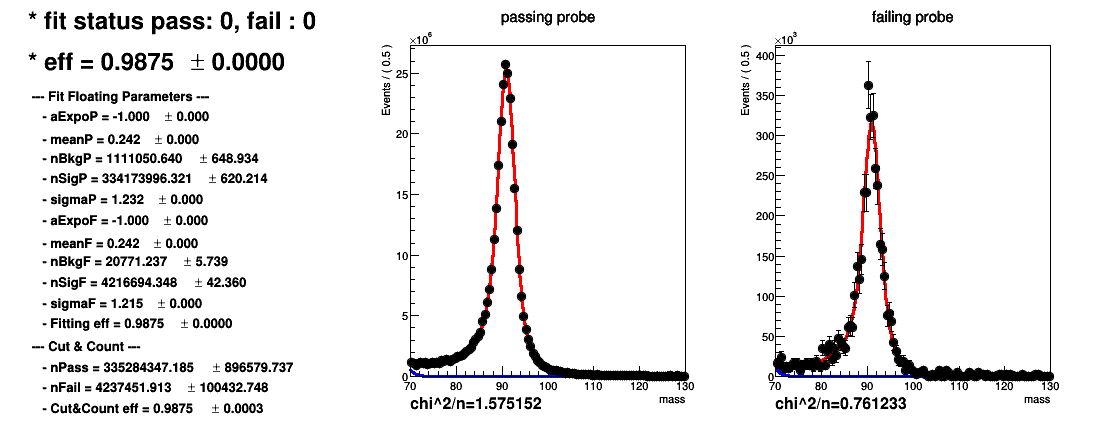 * fit status pass: 0, fail : 0
* eff = 0.9875 ± 0.0000
--- Fit Floating Parameters ---
- aExpoP = -1.000 ± 0.000
- meanP = 0.242 ± 0.000
- nBkgP = 1111050.640 ± 648.934
- nSigP = 334173996.321 ± 620.214
- sigmaP = 1.232 ± 0.000
- aExpoF = -1.000 ± 0.000
- meanF = 0.242 ± 0.000
- nBkgF = 20771.237 ± 5.739
- nSigF = 4216694.348 ± 42.360
- sigmaF = 1.215 ± 0.000
- Fitting eff = 0.9875 ± 0.0000
--- Cut & Count ---
- nPass = 335284347.185 ± 896579.737
- nFail = 4237451.913 ± 100432.748
- Cut&Count eff = 0.9875 ± 0.0003
passing probe
×10^6
Events / ( 0.5 )
25
20
15
10
5
0
70 80 90 100 110 120 130
mass
chi^2/n=1.575152
failing probe
×10^3
Events / ( 0.5 )
400
350
300
250
200
150
100
50
0
70 80 90 100 110 120 130
mass
chi^2/n=0.761233